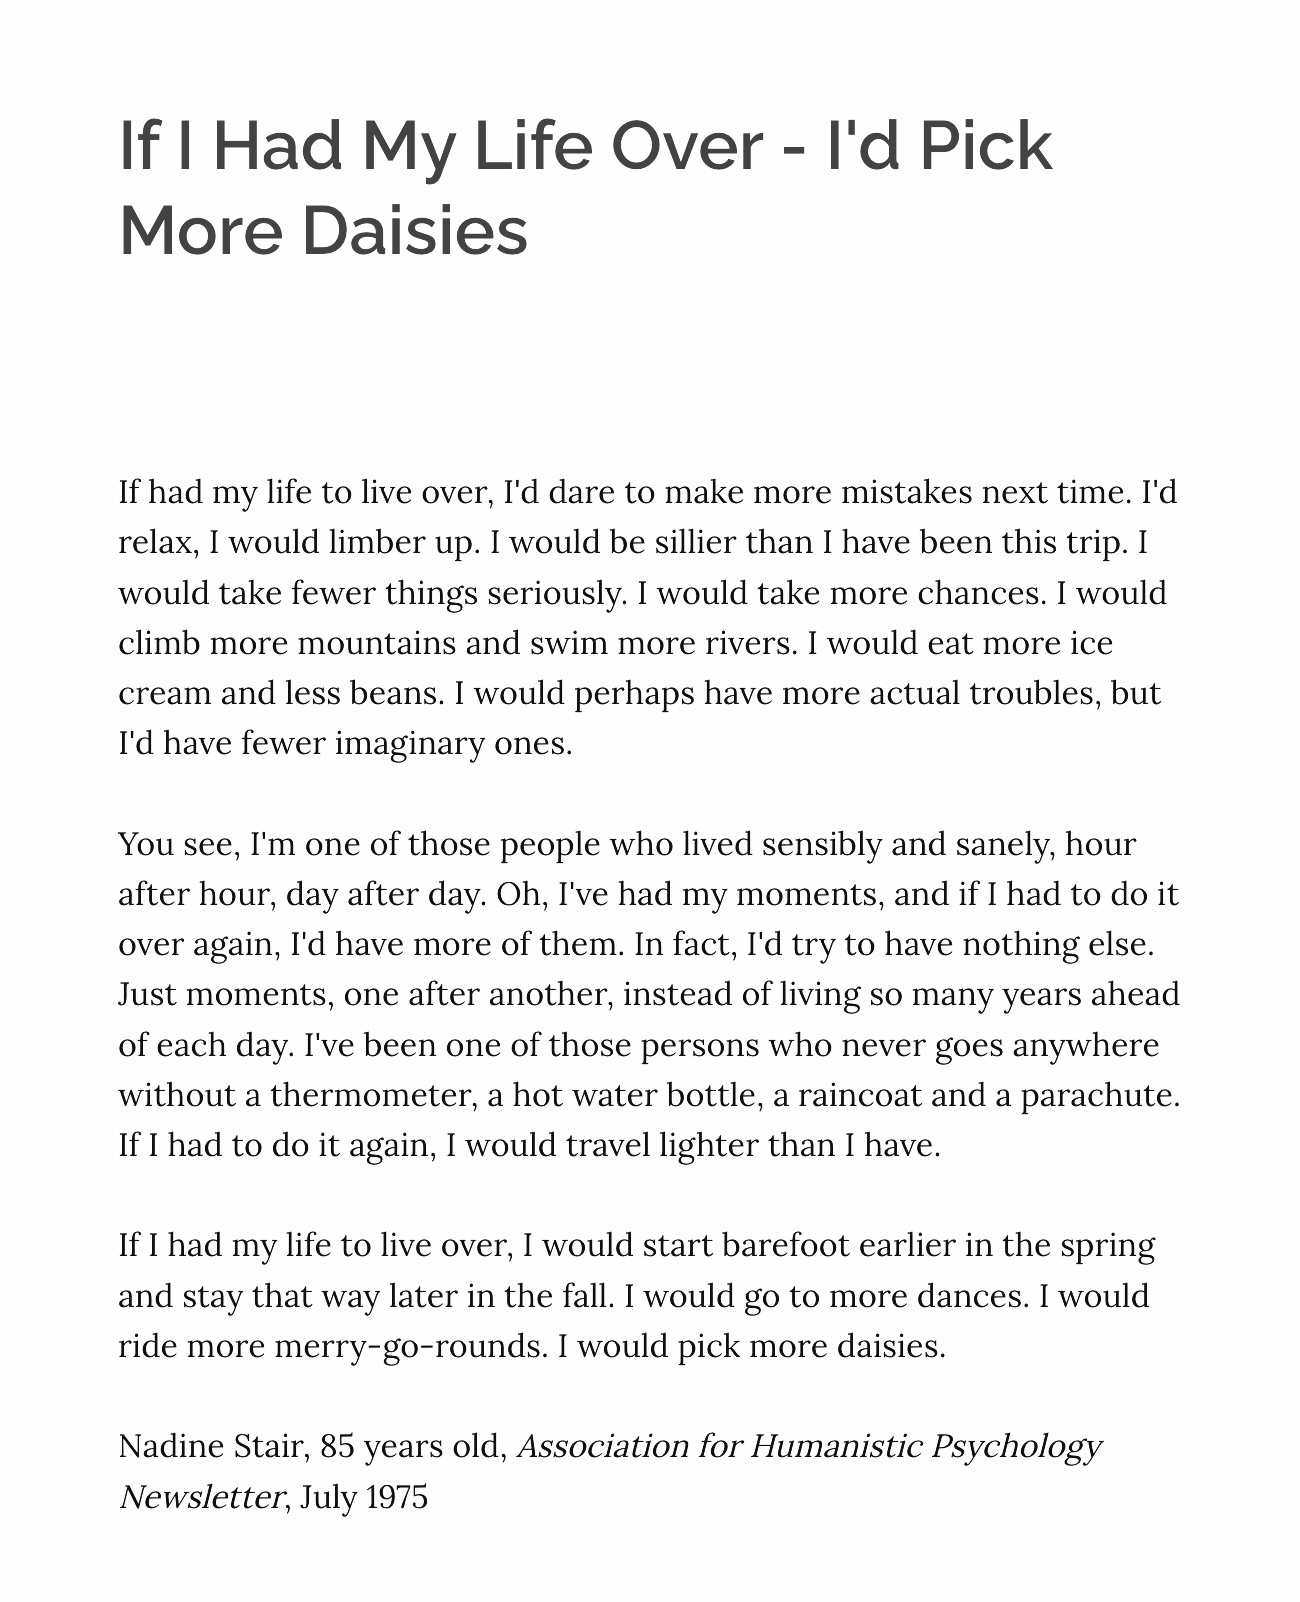 If I Had My Life Over - I'd Pick
More Daisies
If had my life to live over, I'd dare to make more mistakes next time. I'd
relax, I would limber up. I would be sillier than I have been this trip. I
would take fewer things seriously. I would take more chances. I would
climb more mountains and swim more rivers. I would eat more ice
cream and less beans. I would perhaps have more actual troubles, but
I'd have fewer imaginary ones.
You see, I'm one of those people who lived sensibly and sanely, hour
after hour, day after day. Oh, I've had my moments, and if I had to do it
over again, I'd have more of them. In fact, I'd try to have nothing else.
Just moments, one after another, instead of living so many years ahead
of each day. I've been one of those persons who never goes anywhere
without a thermometer, a hot water bottle, a raincoat and a parachute.
If I had to do it again, I would travel lighter than I have.
If I had my life to live over, I would start barefoot earlier in the spring
and stay that way later in the fall. I would go to more dances. I would
ride more merry-go-rounds. I would pick more daisies.
Nadine Stair, 85 years old, Association for Humanistic Psychology
Newsletter, July 1975